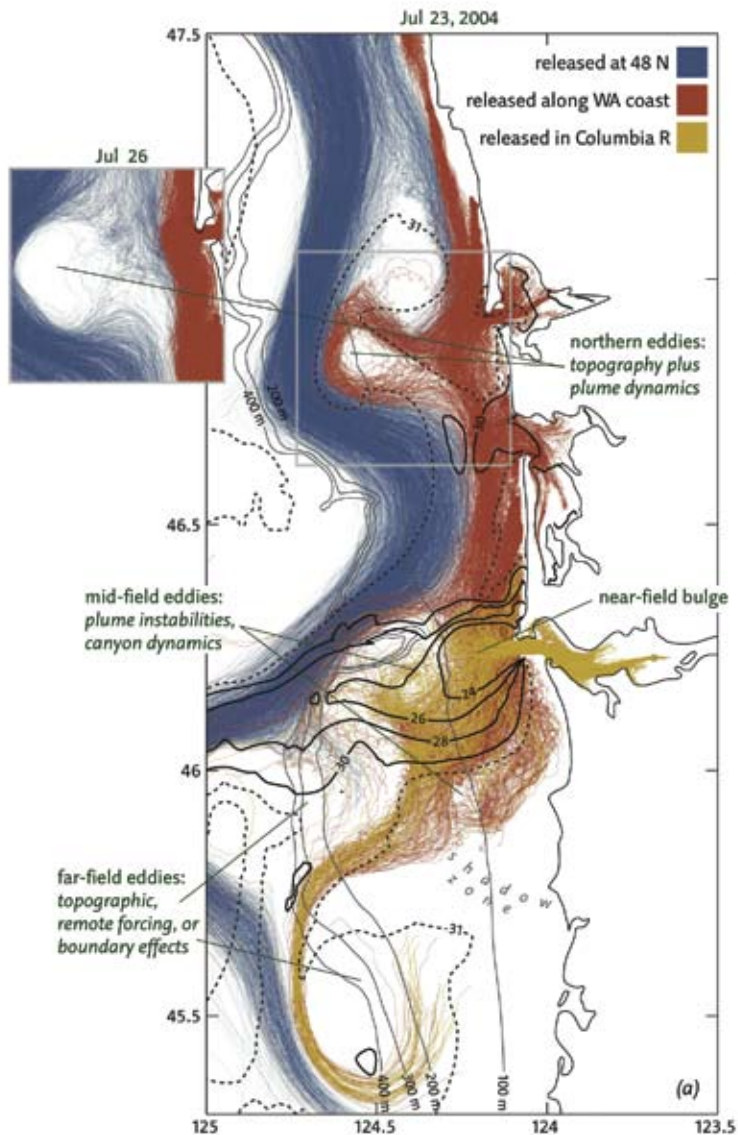 Jul 23, 2004
47.5
released at 48 N
released along WA coast
released in Columbia R
Jul 26
31
northern eddies:
topography plus
plume dynamics
200 m
400 m
30
46.5
mid-field eddies:
plume instabilities,
canyon dynamics
near-field bulge
24
26
28
30
46
shadow
zone
far-field eddies:
topographic,
remote forcing, or
boundary effects
31
45.5
400 m
300 m
200 m
100 m
(a)
125
124.5
124
123.5